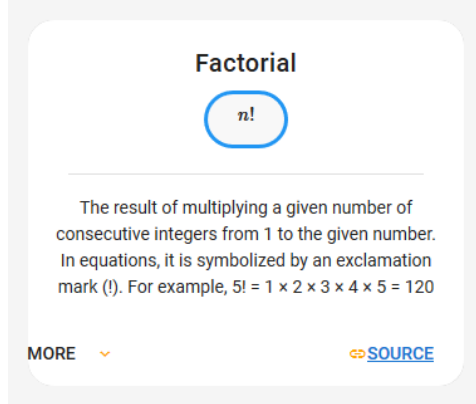 Factorial
n!
The result of multiplying a given number of
consecutive integers from 1 to the given number.
In equations, it is symbolized by an exclamation
mark (!). For example, 5! = 1 × 2 × 3 × 4 × 5 = 120
MORE SOURCE